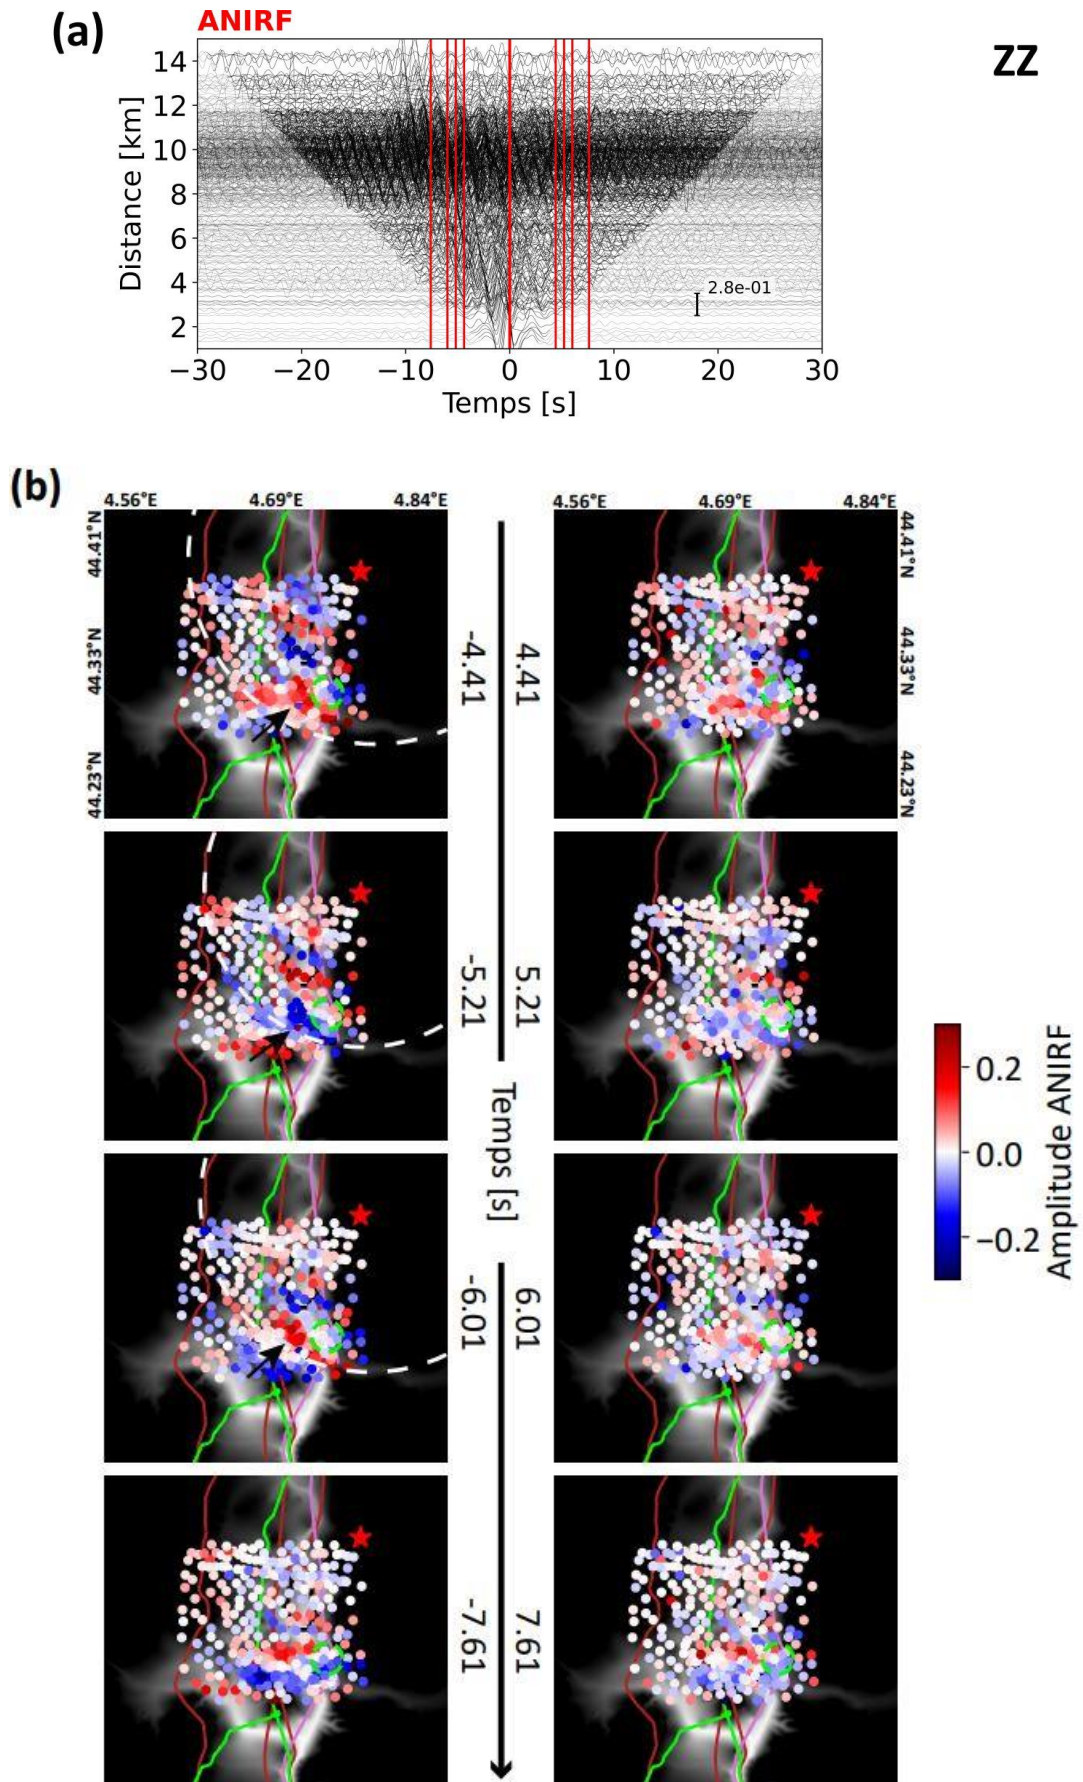 (a)
ANIRF
ZZ
14
12
10
8
6
4
2
Distance [km]
2.8e-01
−30
−20
−10
0
10
20
30
Temps [s]
(b)
4.56°E
4.69°E
4.84°E
4.56°E
4.69°E
4.84°E
44.41°N
44.33°N
44.23°N
-4.41
4.41
44.41°N
44.33°N
44.23°N
-5.21
5.21
Temps [s]
-6.01
6.01
-7.61
7.61
0.2
0.0
−0.2
Amplitude ANIRF